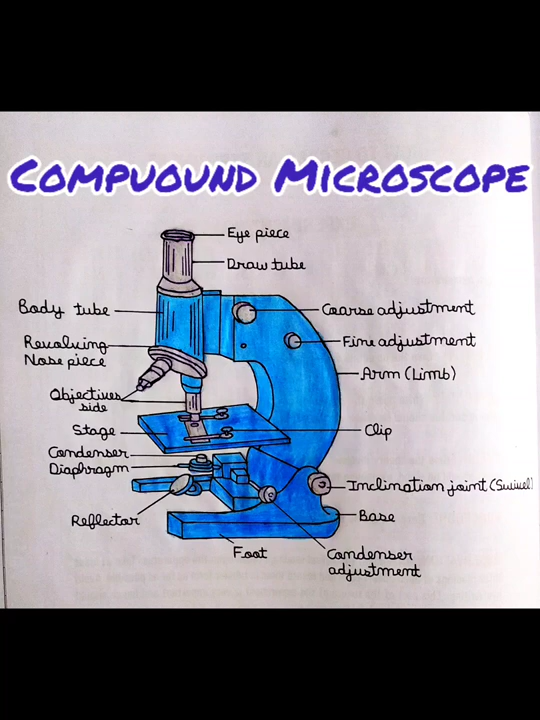 COMPUOUND MICROSCOPE
Eye piece
Draw tube
Body tube
Coarse adjustment
Revolving
Nose piece
Fine adjustment
Arm (Limb)
Objectives
side
Stage
Clip
Condenser
Diaphragm
Inclination joint (Swivel)
Reflector
Base
Foot
Condenser
adjustment